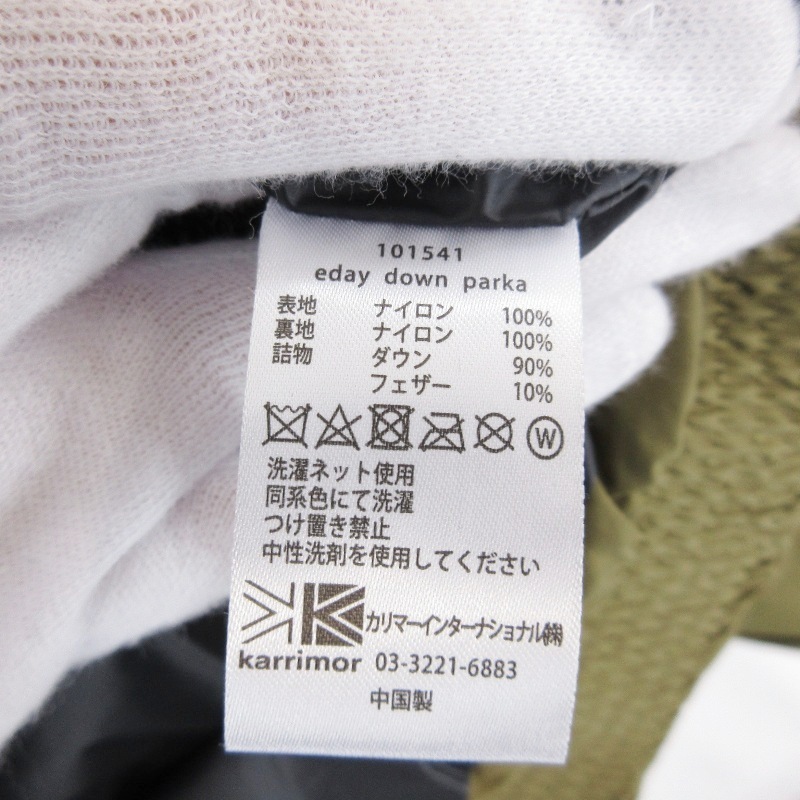 101541
eday down parka
表地 ナイロン 100%
裏地 ナイロン 100%
詰物 ダウン 90%
フェザー 10%
W
洗濯ネット使用
同系色にて洗濯
つけ置き禁止
中性洗剤を使用してください
カリマーインターナショナル㈱
karrimor 03-3221-6883
中国製